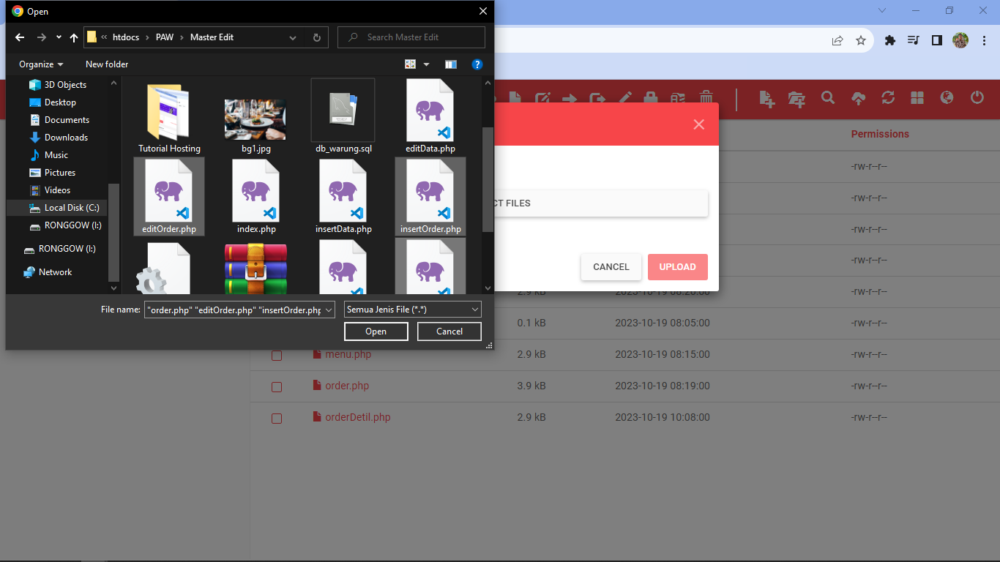 Open
htdocs
PAW
Master Edit
Search Master Edit
Organize
New folder
3D Objects
Desktop
Documents
Downloads
Music
Pictures
Videos
Local Disk (C:)
RONGGOW (I:)
RONGGOW (I:)
Network
Tutorial Hosting
bg1.jpg
db_warung.sql
editData.php
editOrder.php
index.php
insertData.php
insertOrder.php
File name:
"order.php" "editOrder.php" "insertOrder.php
Semua Jenis File (*.*)
Open
Cancel
CT FILES
CANCEL
UPLOAD
Permissions
-rw-r--r--
-rw-r--r--
-rw-r--r--
-rw-r--r--
2.9 kB 2023-10-19 08:20:00 -rw-r--r--
0.1 kB 2023-10-19 08:05:00 -rw-r--r--
menu.php 2.9 kB 2023-10-19 08:15:00 -rw-r--r--
order.php 3.9 kB 2023-10-19 08:19:00 -rw-r--r--
orderDetil.php 2.9 kB 2023-10-19 10:08:00 -rw-r--r--